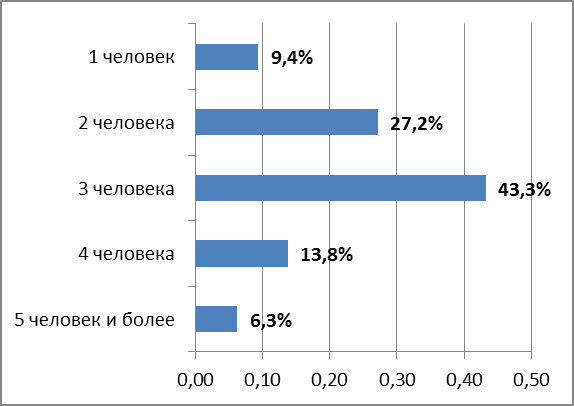 1 человек 9,4%
2 человека 27,2%
3 человека 43,3%
4 человека 13,8%
5 человек и более 6,3%
0,00 0,10 0,20 0,30 0,40 0,50